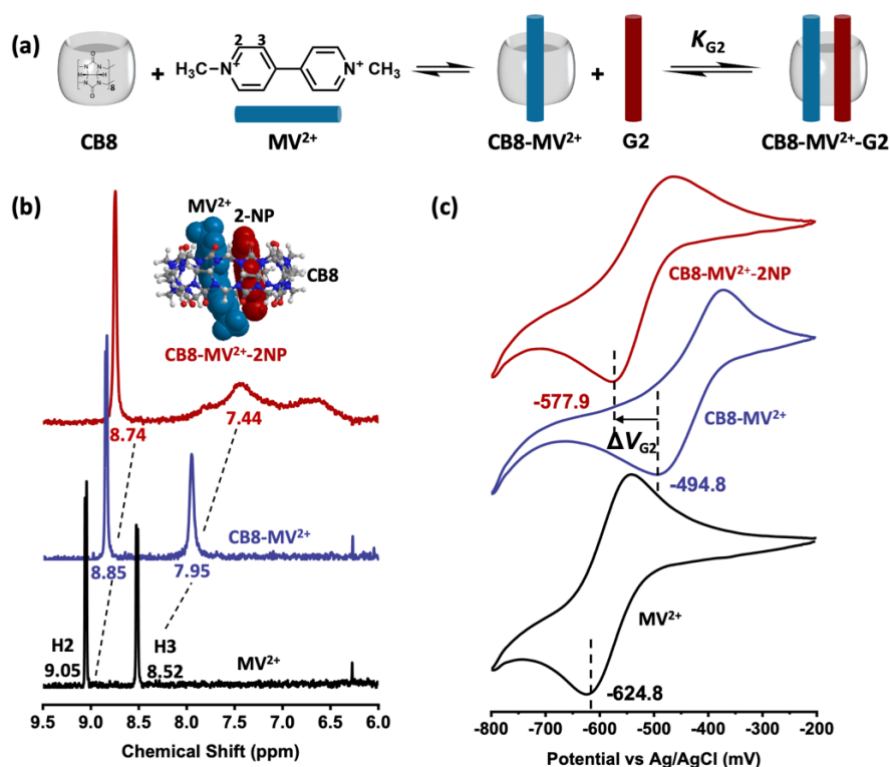 (a)
8
CB8
+
2 3
H₃C N⁺ N⁺ CH₃
MV²⁺
CB8-MV²⁺
+
G2
K_G2
CB8-MV²⁺-G2
(b)
MV²⁺
2-NP
CB8
CB8-MV²⁺-2NP
8.74
7.44
CB8-MV²⁺
8.85
7.95
H2
9.05
H3
8.52
MV²⁺
9.5 9.0 8.5 8.0 7.5 7.0 6.5 6.0
Chemical Shift (ppm)
(c)
CB8-MV²⁺-2NP
-577.9
CB8-MV²⁺
ΔV_G2
-494.8
MV²⁺
-624.8
-800 -700 -600 -500 -400 -300 -200
Potential vs Ag/AgCl (mV)